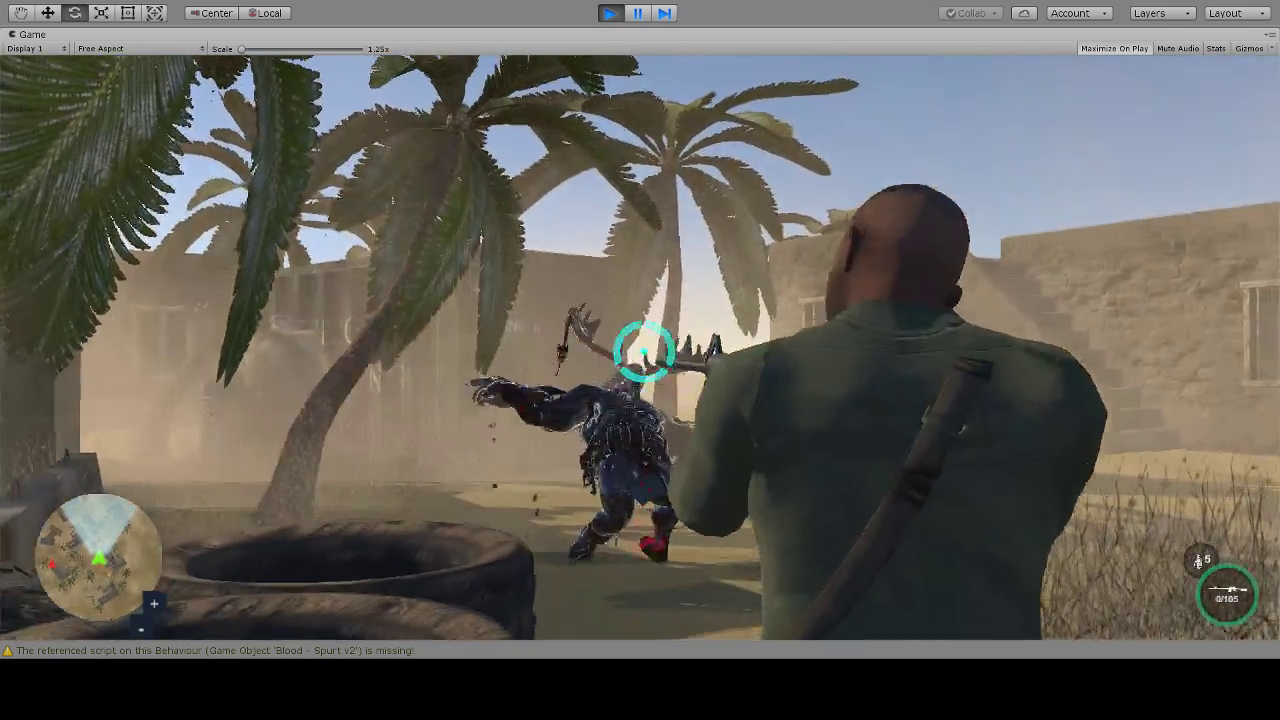 Center Local Collab Account Layers Layout
Game
Display 1 Free Aspect Scale 1.25x Maximize On Play Mute Audio Stats Gizmos
5
0/105
+
-
The referenced script on this Behaviour (Game Object 'Blood - Spurt v2') is missing!